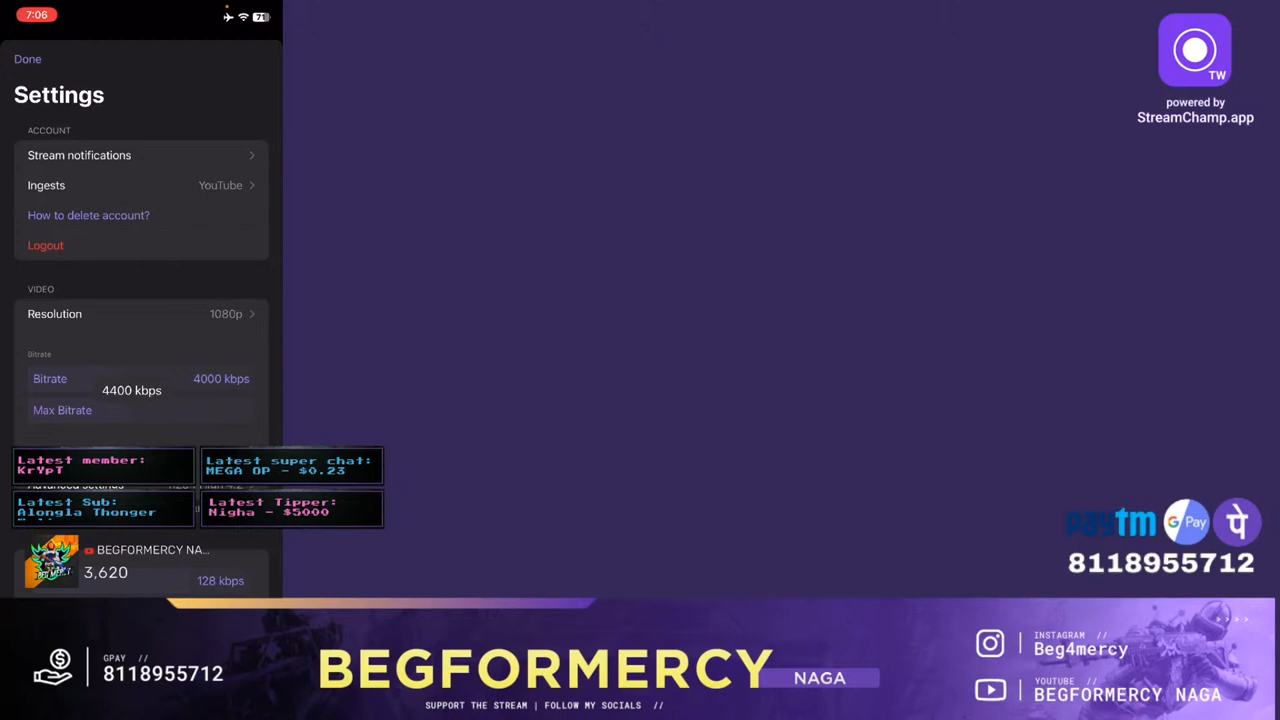 7:06
71
Done
Settings
ACCOUNT
Stream notifications
Ingests YouTube
How to delete account?
Logout
VIDEO
Resolution 1080p
Bitrate
Bitrate 4000 kbps
4400 kbps
Max Bitrate
Latest member:
KrYpT
Latest super chat:
MEGA OP - $0.23
Advanced settings
Latest Sub:
Alongla Thonger
Latest Tipper:
Nigha - $5000
BEGFORMERCY NA...
3,620
128 kbps
TW
powered by
StreamChamp.app
paytm G Pay पे
8118955712
GPAY //
8118955712
BEGFORMERCY
NAGA
SUPPORT THE STREAM | FOLLOW MY SOCIALS //
> > > >
INSTAGRAM //
Beg4mercy
YOUTUBE //
BEGFORMERCY NAGA